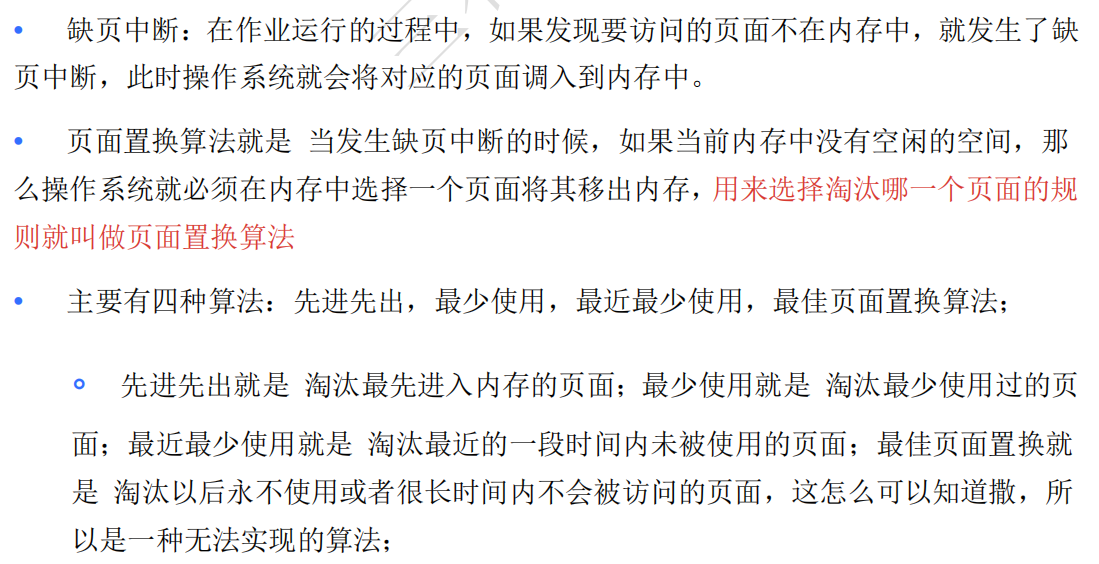 • 缺页中断：在作业运行的过程中，如果发现要访问的页面不在内存中，就发生了缺
页中断，此时操作系统就会将对应的页面调入到内存中。
• 页面置换算法就是 当发生缺页中断的时候，如果当前内存中没有空闲的空间，那
么操作系统就必须在内存中选择一个页面将其移出内存，用来选择淘汰哪一个页面的规
则就叫做页面置换算法
• 主要有四种算法：先进先出，最少使用，最近最少使用，最佳页面置换算法；
○ 先进先出就是 淘汰最先进入内存的页面；最少使用就是 淘汰最少使用过的页
面；最近最少使用就是 淘汰最近的一段时间内未被使用的页面；最佳页面置换就
是 淘汰以后永不使用或者很长时间内不会被访问的页面，这怎么可以知道撒，所
以是一种无法实现的算法；